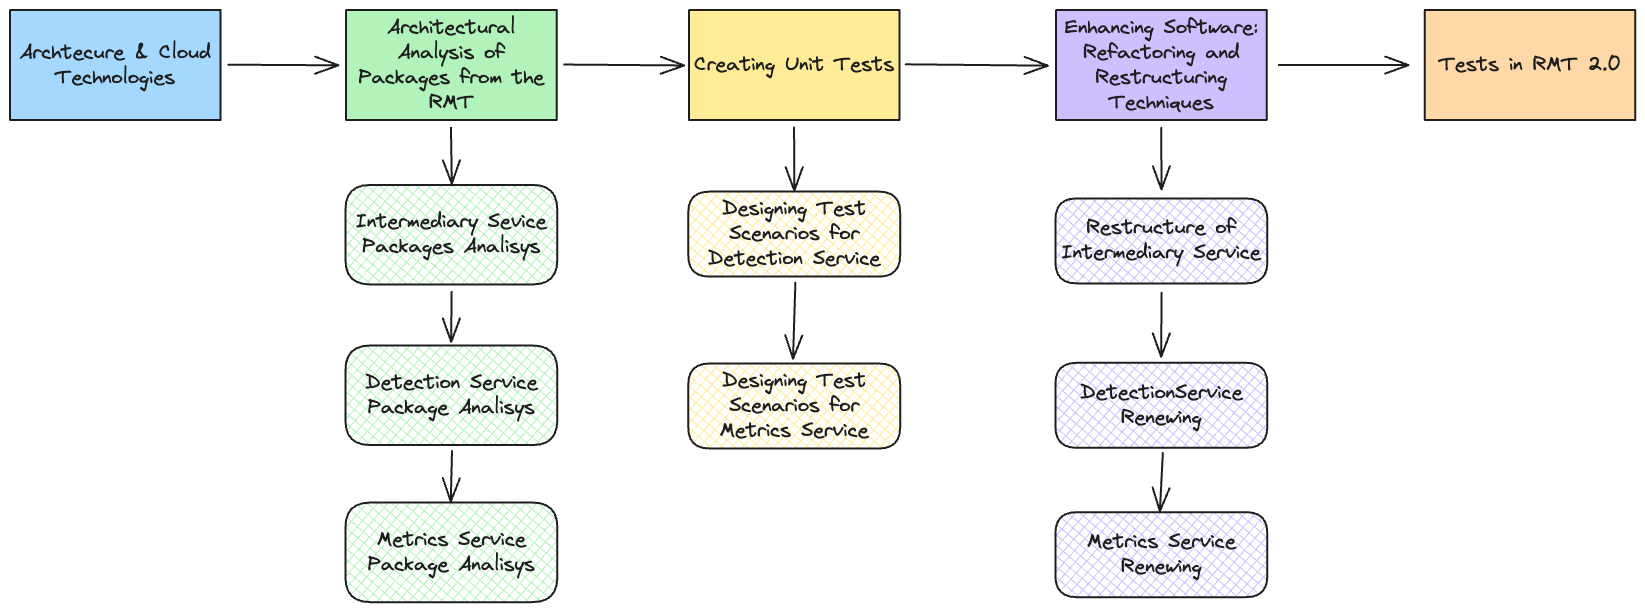 Archtecure & Cloud
Technologies
Architectural
Analysis of
Packages from the
RMT
Creating Unit Tests
Enhancing Software:
Refactoring and
Restructuring
Techniques
Tests in RMT 2.0
Intermediary Sevice
Packages Analisys
Detection Service
Package Analisys
Metrics Service
Package Analisys
Designing Test
Scenarios for
Detection Service
Designing Test
Scenarios for
Metrics Service
Restructure of
Intermediary Service
DetectionService
Renewing
Metrics Service
Renewing